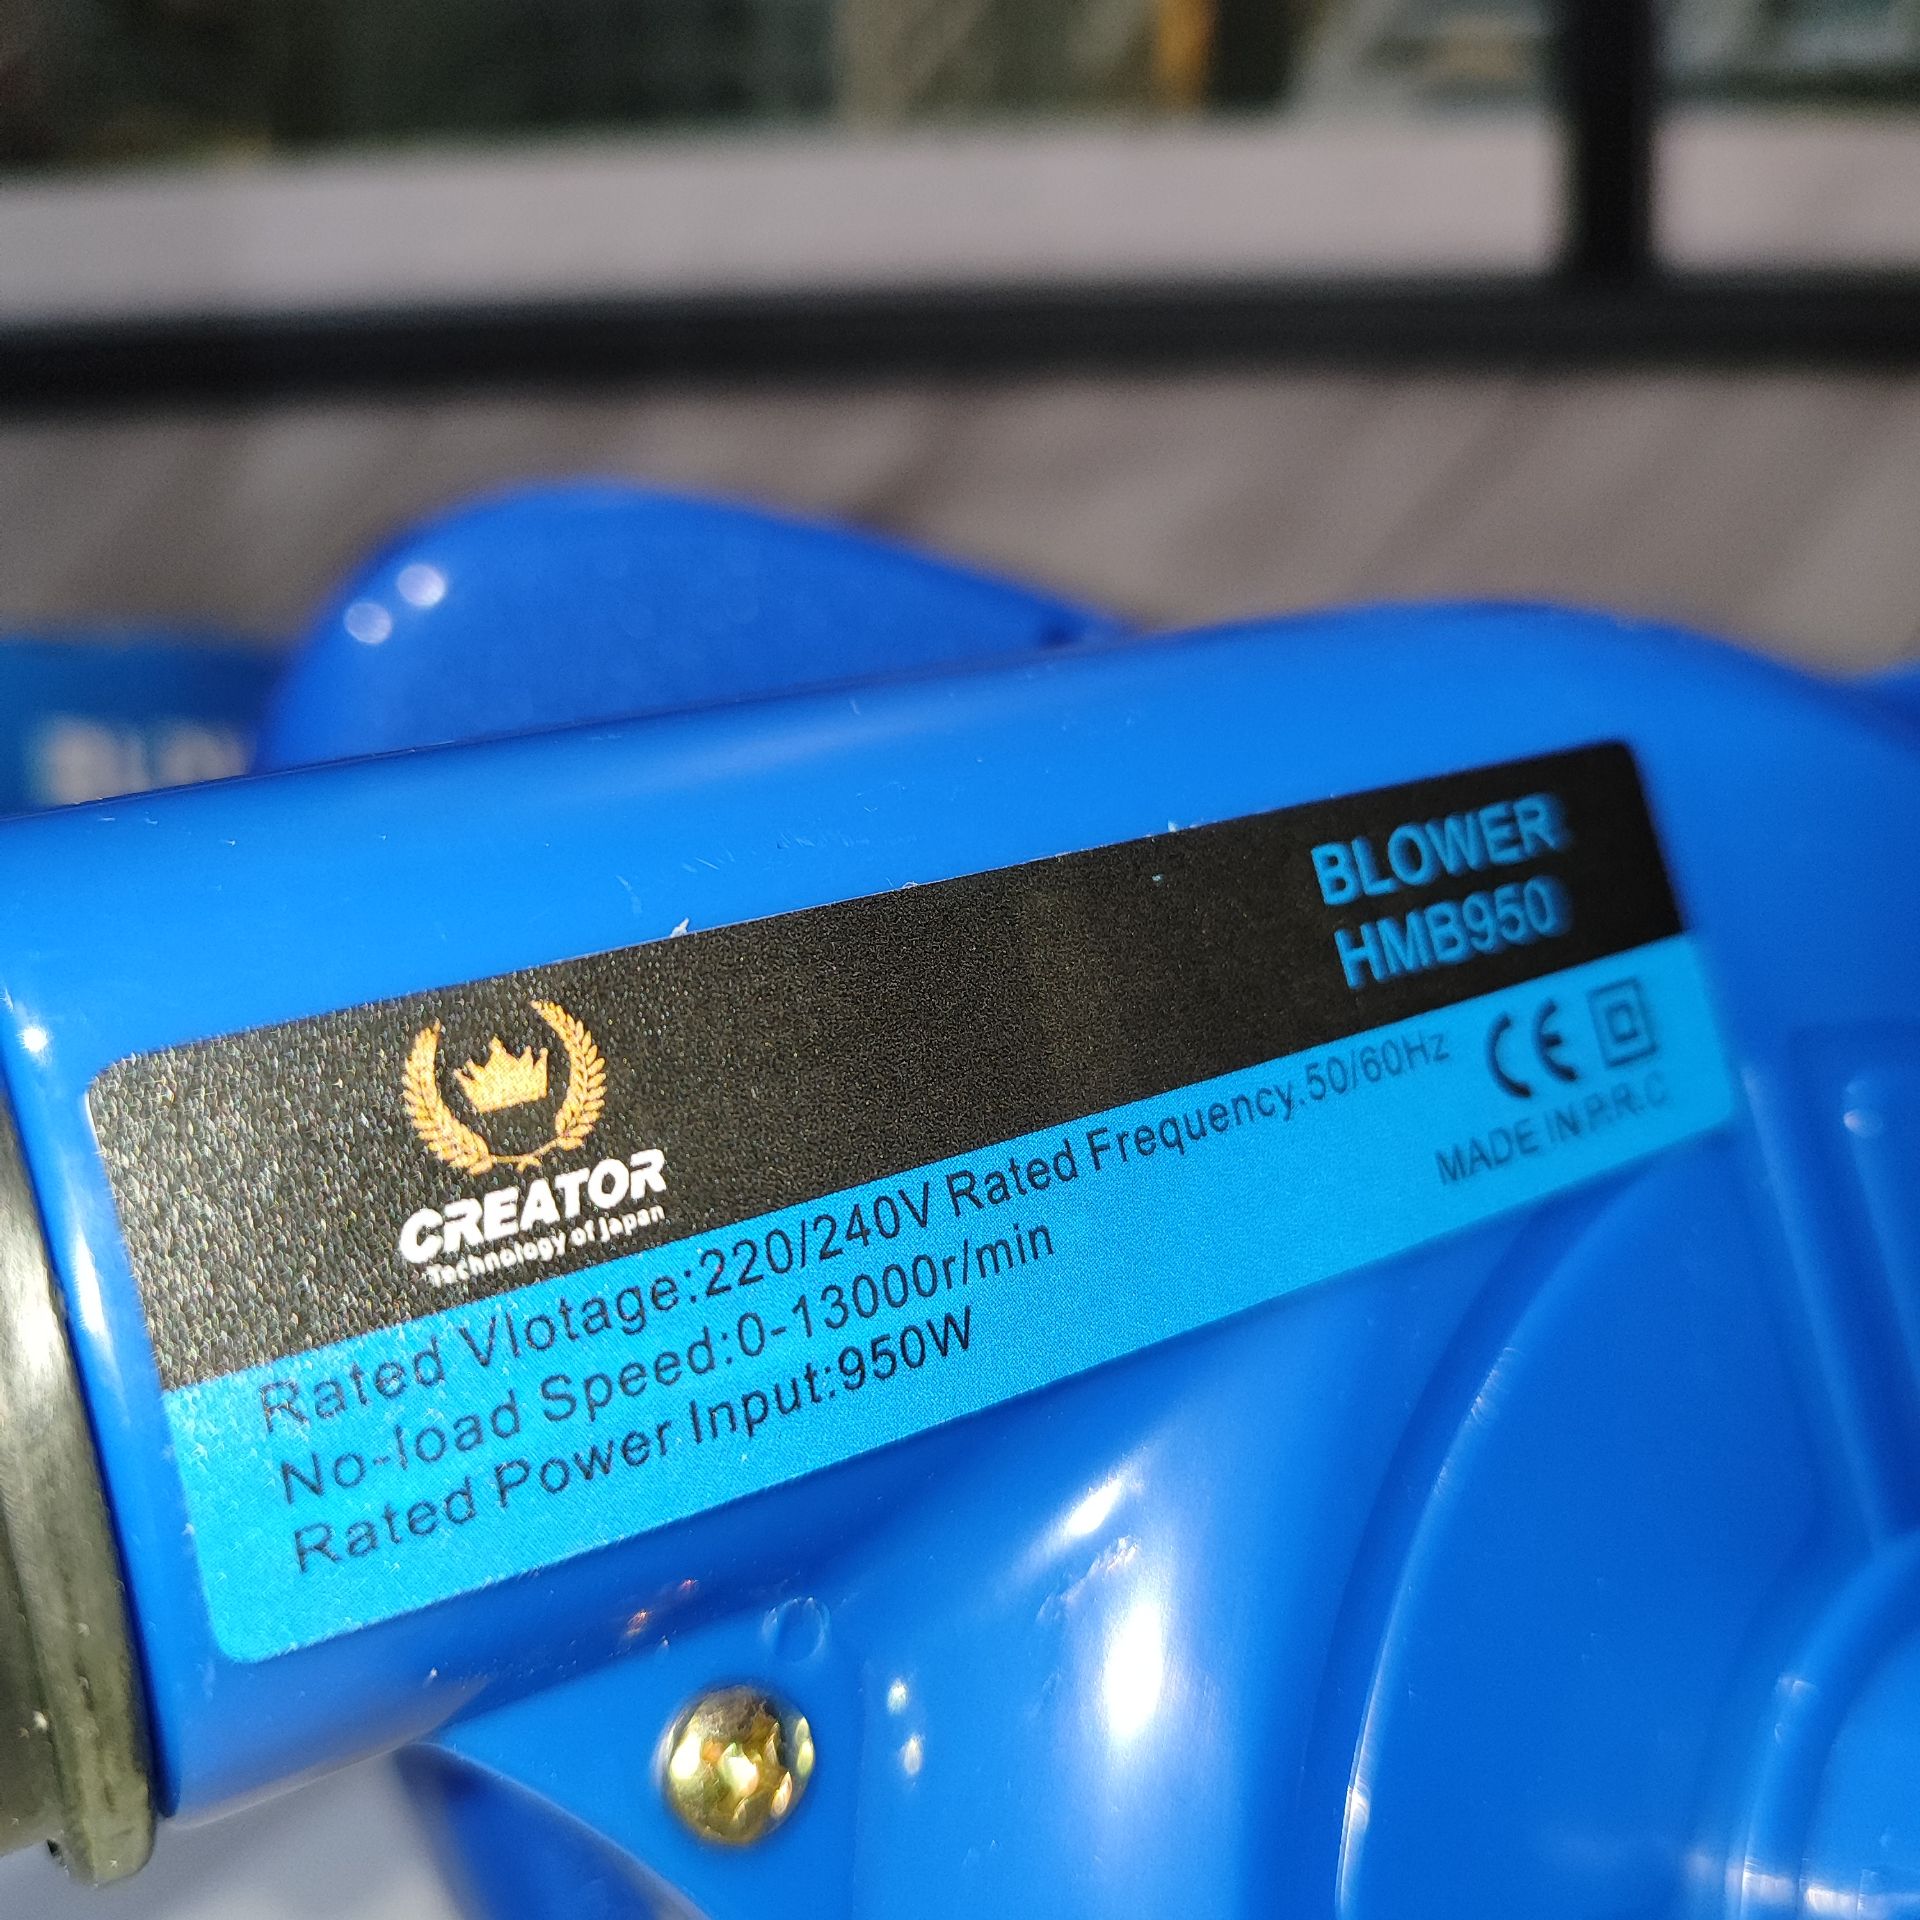 BLOWER
HMB950
CREATOR
Technology of japan
Rated Vlotage:220/240V Rated Frequency.50/60Hz
No-load Speed:0-13000r/min
Rated Power Input:950W
CE
MADE IN P.R.C